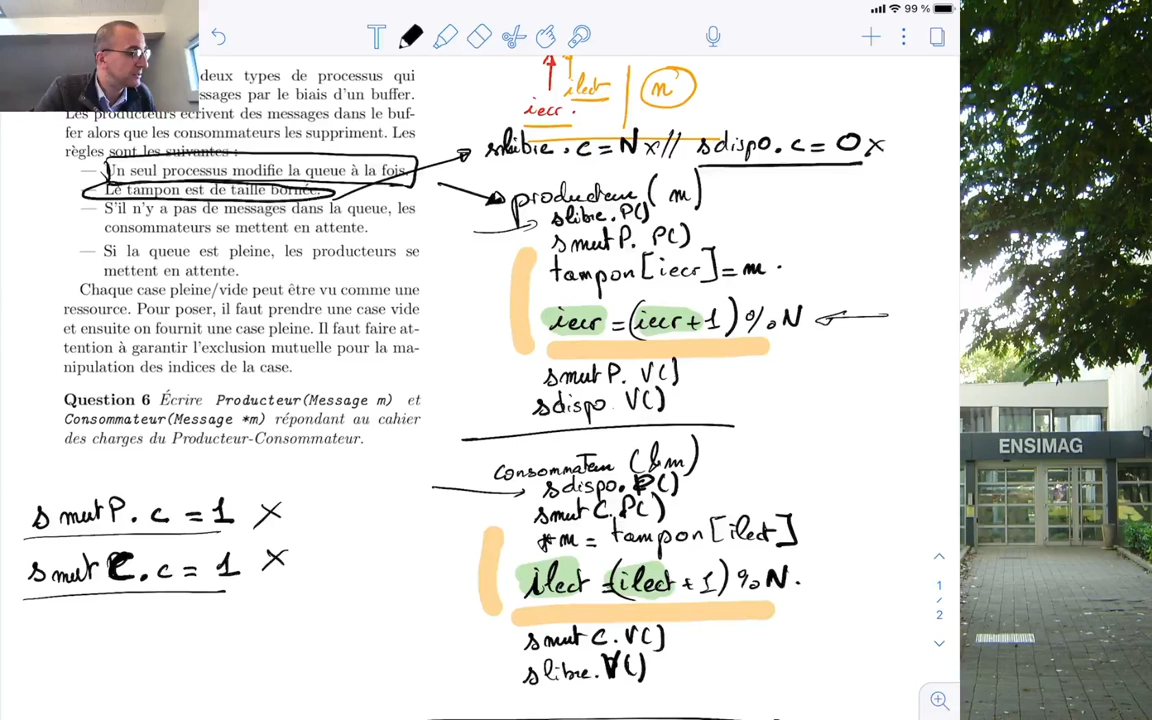 99 %
deux types de processus qui
ssages par le biais d'un buffer.
Les producteurs écrivent des messages dans le buf-
fer alors que les consommateurs les suppriment. Les
règles sont les suivantes :
— Un seul processus modifie la queue à la fois.
— Le tampon est de taille bornée.
— S'il n'y a pas de messages dans la queue, les
consommateurs se mettent en attente.
— Si la queue est pleine, les producteurs se
mettent en attente.
Chaque case pleine/vide peut être vu comme une
ressource. Pour poser, il faut prendre une case vide
et ensuite on fournit une case pleine. Il faut faire at-
tention à garantir l'exclusion mutuelle pour la ma-
nipulation des indices de la case.
Question 6 Écrire Producteur(Message m) et
Consommateur(Message *m) répondant au cahier
des charges du Producteur-Consommateur.
smutP.c = 1 X
smutC.c = 1 X
ilect
iecr.
n
slibre.c = N x // sdispo.c = 0 x
producteur(m)
slibre.P()
smutP.P()
tampon[iecr] = m
iecr = (iecr+1)%N
smutP.V()
sdispo.V()
consommateur(&m)
sdispo.P()
smutC.P()
*m = tampon[ilect]
ilect = (ilect+1)%N.
smutC.V()
slibre.V()
1
/
2
ENSIMAG